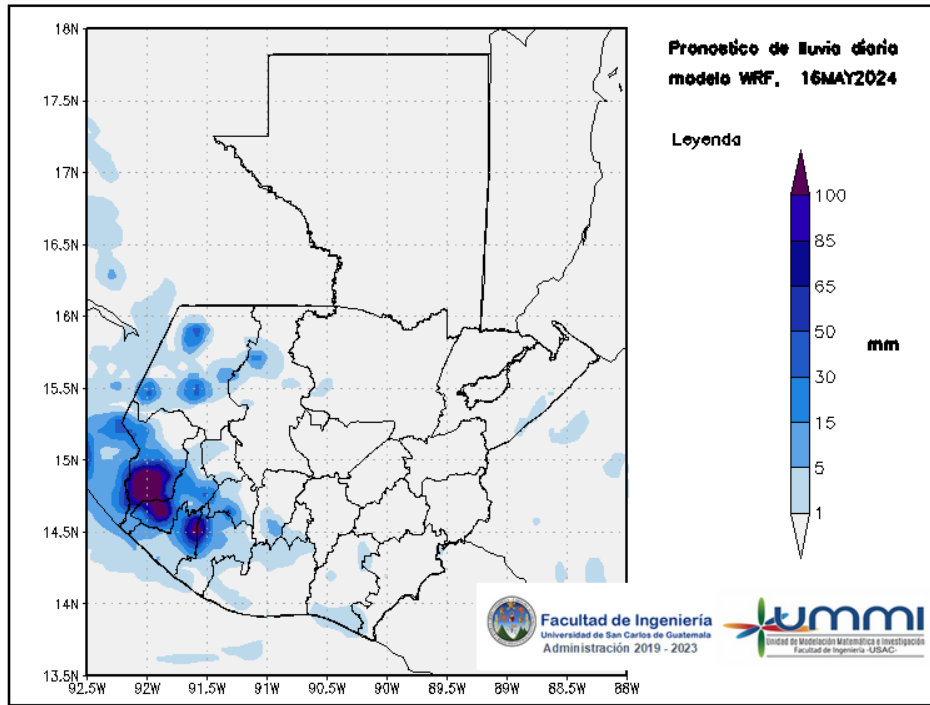 Pronostico de lluvia diaria
modelo WRF, 16MAY2024
Leyenda
100
85
65
50
30
15
5
1
mm
18N
17.5N
17N
16.5N
16N
15.5N
15N
14.5N
14N
13.5N
92.5W
92W
91.5W
91W
90.5W
90W
89.5W
89W
88.5W
88W
Facultad de Ingeniería
Universidad de San Carlos de Guatemala
Administración 2019 - 2023
ummi
Unidad de Modelación Matemática e Investigación
Facultad de Ingeniería -USAC-